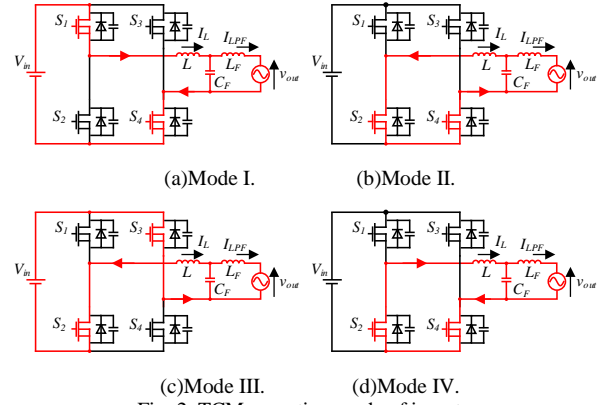 S1 S3 IL ILPF
Vin L LF
CF vout
S2 S4
(a)Mode I.
S1 S3 IL ILPF
Vin L LF
CF vout
S2 S4
(b)Mode II.
S1 S3 IL ILPF
Vin L LF
CF vout
S2 S4
(c)Mode III.
S1 S3 IL ILPF
Vin L LF
CF vout
S2 S4
(d)Mode IV.